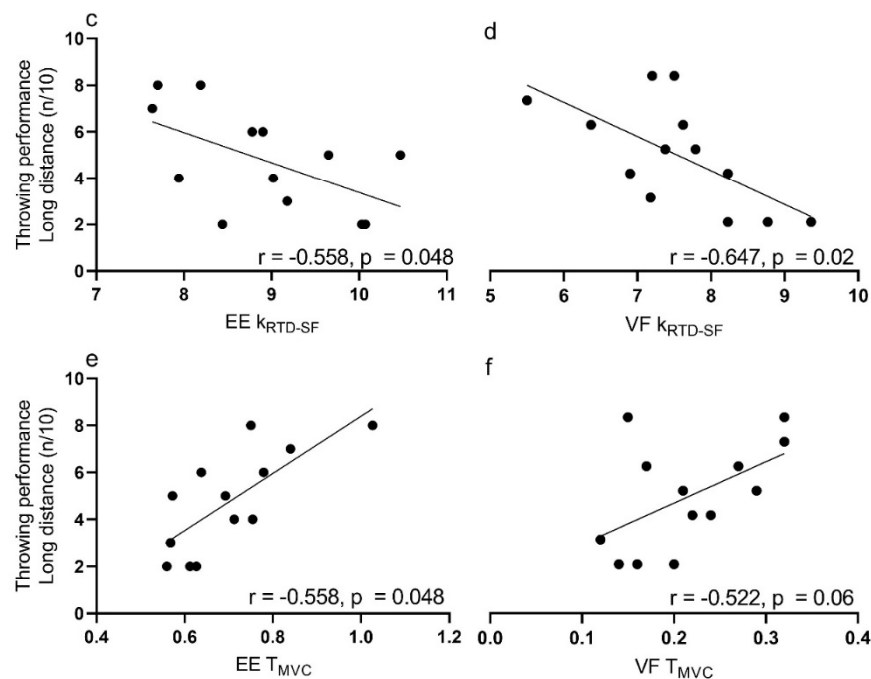 c
10
8
6
4
2
0
Throwing performance
Long distance (n/10)
r = -0.558, p = 0.048
7 8 9 10 11
EE kRTD-SF
d
r = -0.647, p = 0.02
5 6 7 8 9 10
VF kRTD-SF
e
10
8
6
4
2
0
Throwing performance
Long distance (n/10)
r = -0.558, p = 0.048
0.4 0.6 0.8 1.0 1.2
EE TMVC
f
r = -0.522, p = 0.06
0.0 0.1 0.2 0.3 0.4
VF TMVC